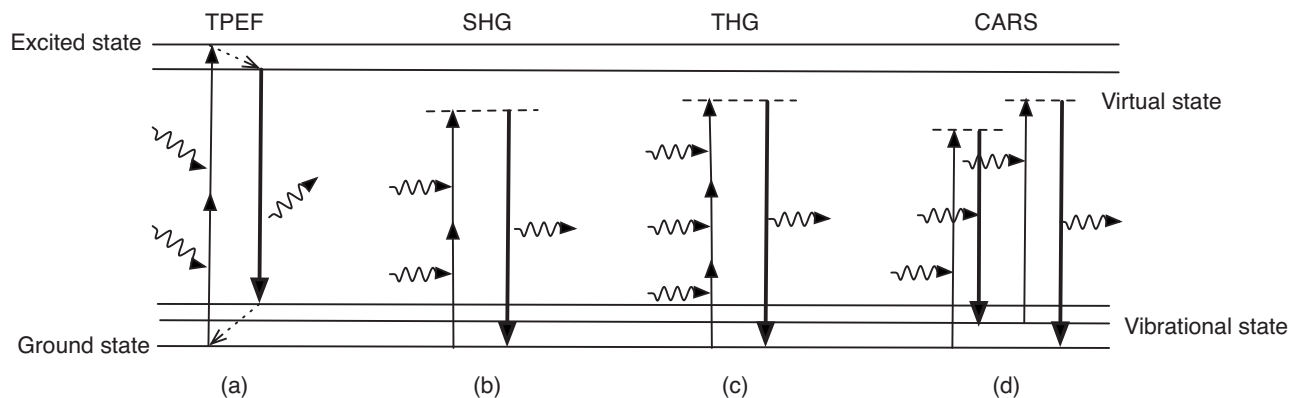 TPEF SHG THG CARS
Excited state
Virtual state
Vibrational state
Ground state
(a) (b) (c) (d)